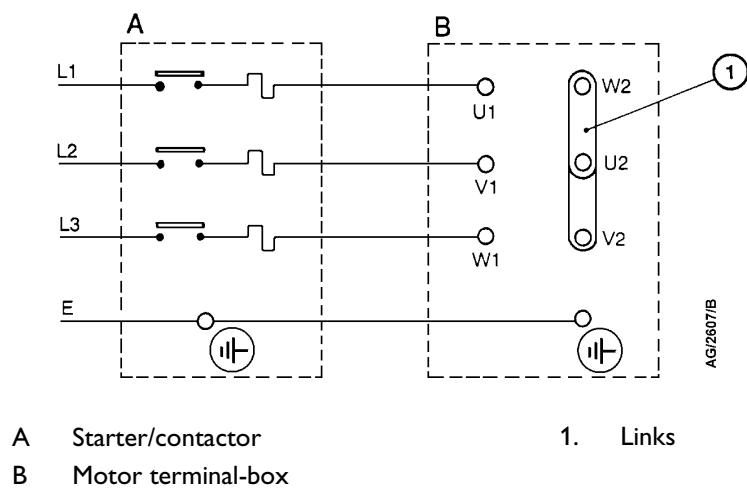 A B
L1 W2 1
U1
L2 U2
V1
L3 V2
W1
E
AG/2607/B
A Starter/contactor 1. Links
B Motor terminal-box